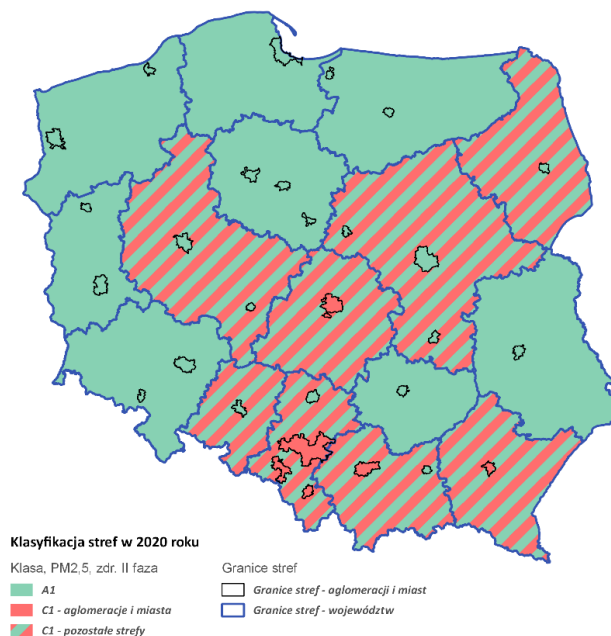 Klasyfikacja stref w 2020 roku
Klasa, PM2,5, zdr. II faza
A1
C1 - aglomeracje i miasta
C1 - pozostałe strefy
Granice stref
Granice stref - aglomeracji i miast
Granice stref - województw